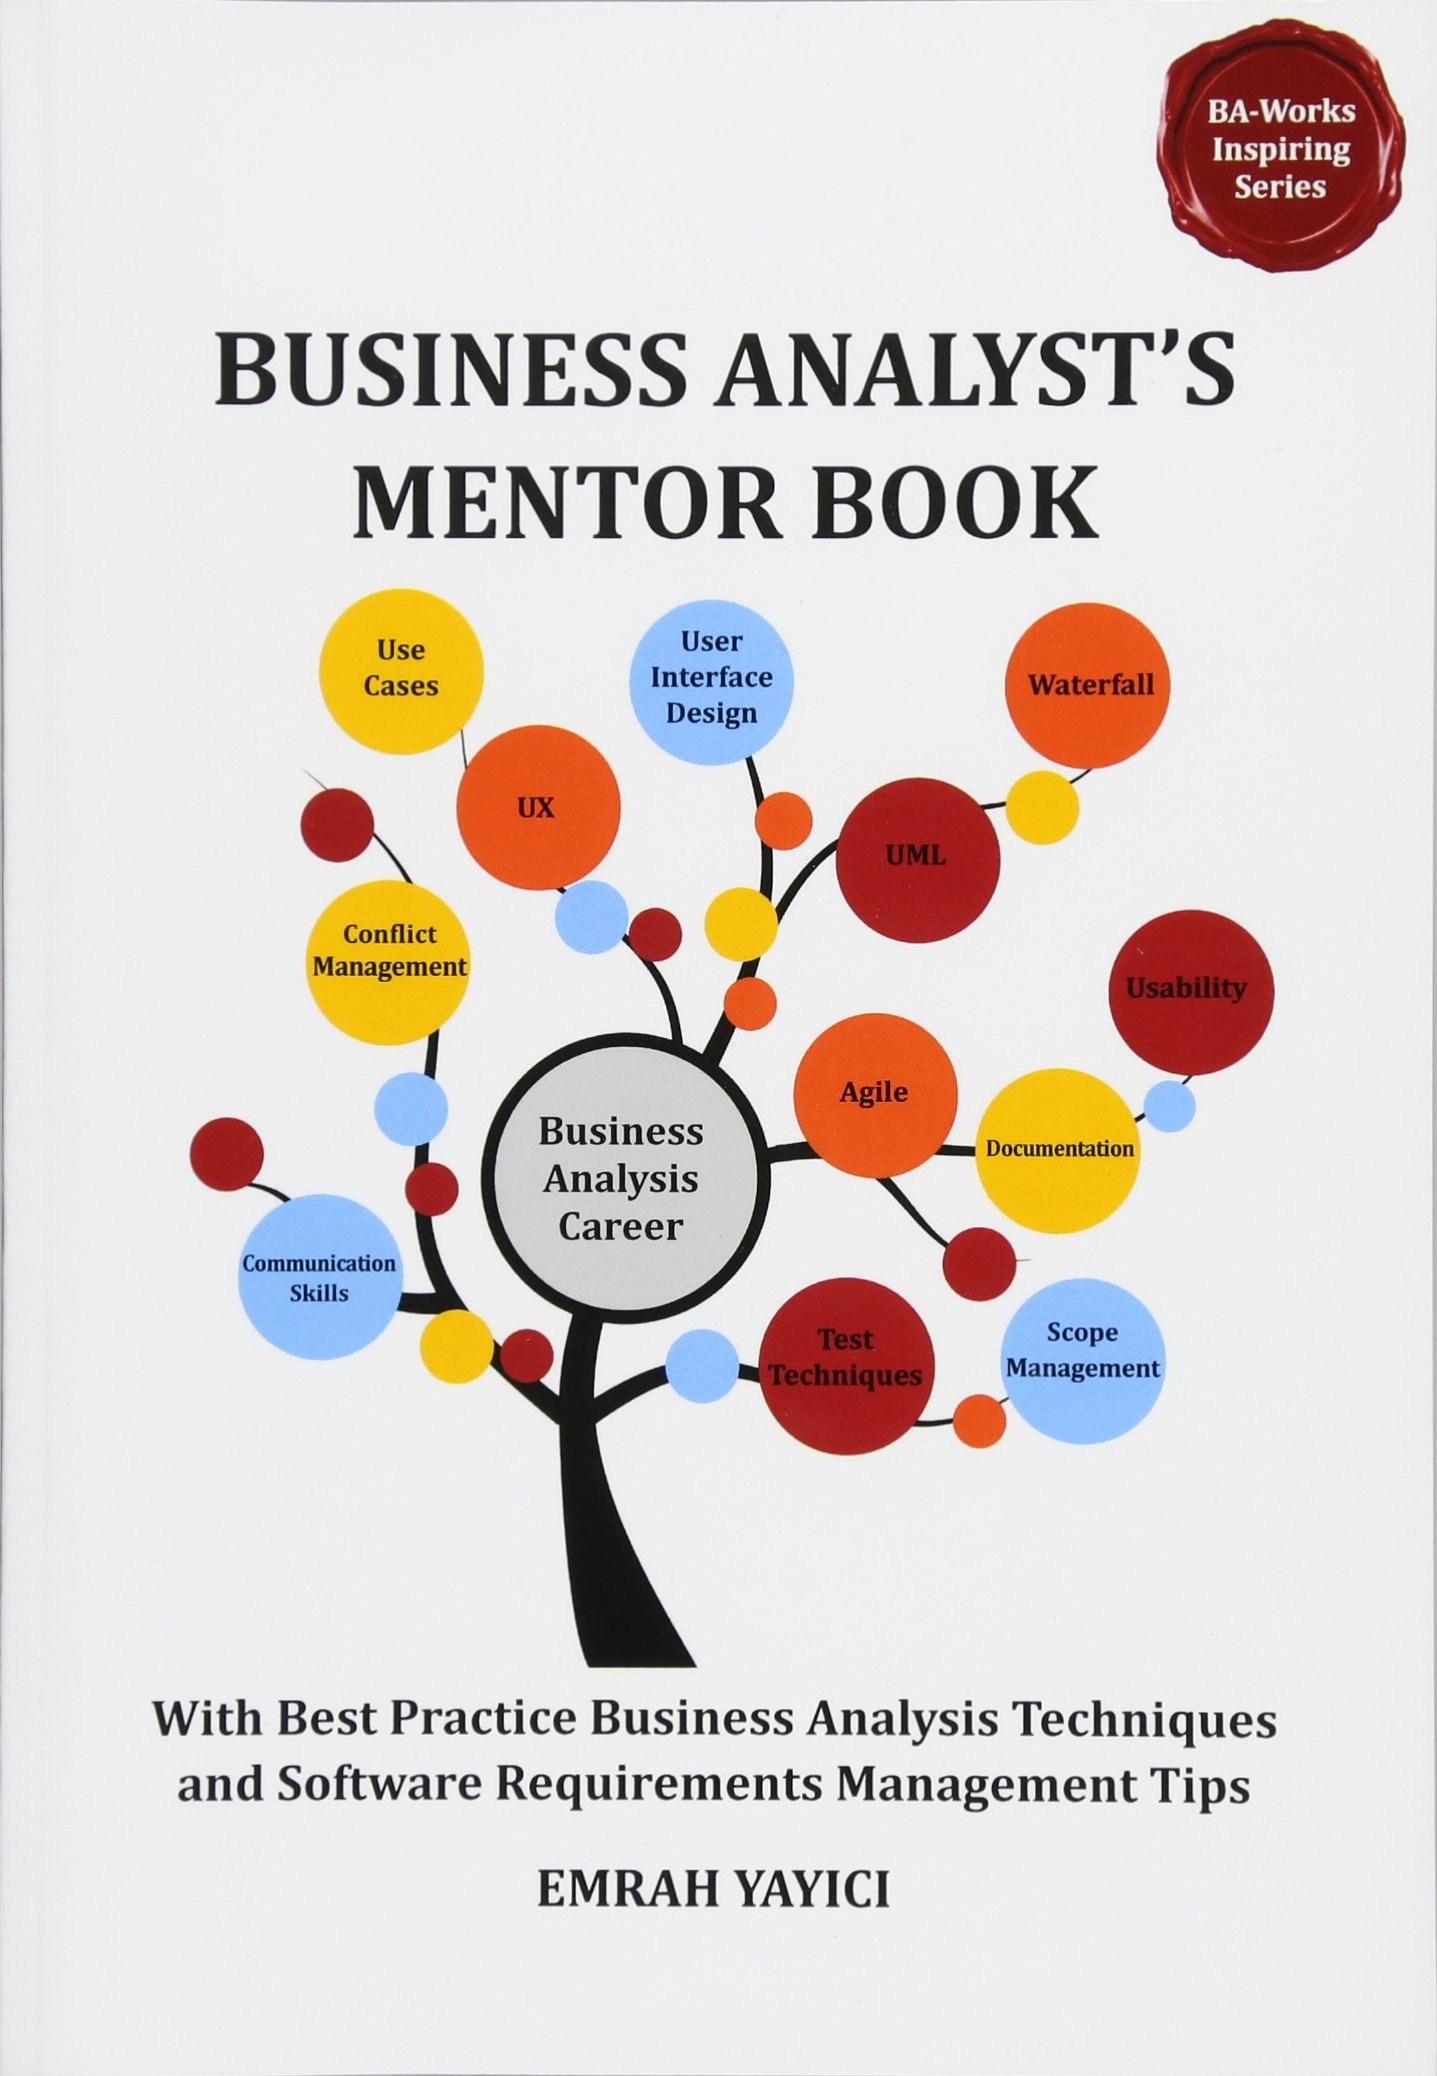 BA-Works
Inspiring
Series
BUSINESS ANALYST’S
MENTOR BOOK
Use
Cases
User
Interface
Design
Waterfall
UX
UML
Conflict
Management
Usability
Agile
Documentation
Business
Analysis
Career
Communication
Skills
Test
Techniques
Scope
Management
With Best Practice Business Analysis Techniques
and Software Requirements Management Tips
EMRAH YAYICI